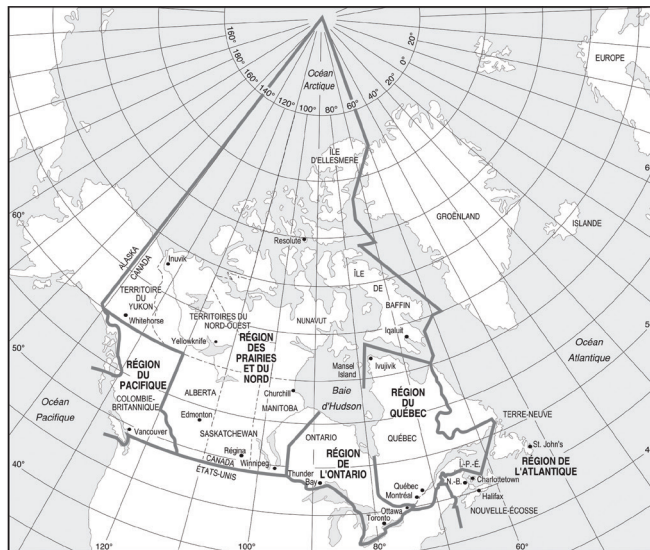 160°
160°
140°
120°
100°
80°
60°
40°
20°
0°
20°
Océan
Arctique
EUROPE
ÎLE
D'ELLESMERE
GROËNLAND
ISLANDE
60°
60°
Resolute
Inuvik
ALASKA
CANADA
TERRITOIRE
DU
YUKON
Whitehorse
TERRITOIRES DU
NORD-OUEST
Yellowknife
NUNAVUT
ÎLE
DE
BAFFIN
Iqaluit
RÉGION
DES
PRAIRIES
ET DU
NORD
50°
50°
Mansel
Island
Ivujivik
Océan
Atlantique
RÉGION
DU
PACIFIQUE
COLOMBIE-
BRITANNIQUE
Vancouver
Océan
Pacifique
ALBERTA
Edmonton
SASKATCHEWAN
Régina
Churchill
MANITOBA
Winnipeg
Baie
d'Hudson
RÉGION
DU
QUÉBEC
QUÉBEC
TERRE-NEUVE
St. John's
RÉGION DE
L'ATLANTIQUE
ONTARIO
RÉGION
DE
L'ONTARIO
Thunder
Bay
CANADA
ÉTATS-UNIS
Québec
Montréal
Ottawa
Toronto
Î.-P.-É.
N.-B.
Charlottetown
Halifax
NOUVELLE-ÉCOSSE
40°
40°
120°
100°
80°
60°